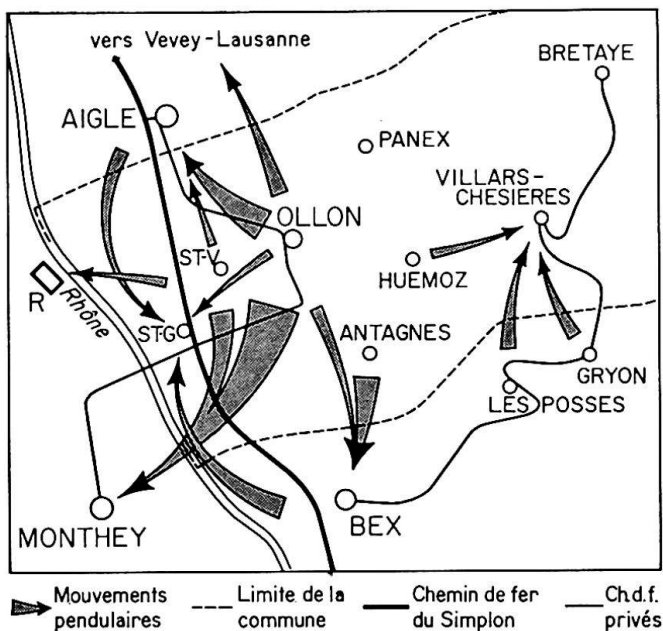 vers Vevey-Lausanne
BRETAYE
AIGLE
PANEX
VILLARS-
CHESIERES
OLLON
ST-V
HUEMOZ
R
Rhône
ST-G
ANTAGNES
GRYON
LES POSSES
MONTHEY
BEX
Mouvements
pendulaires
Limite de la
commune
Chemin de fer
du Simplon
Ch.d.f.
privés